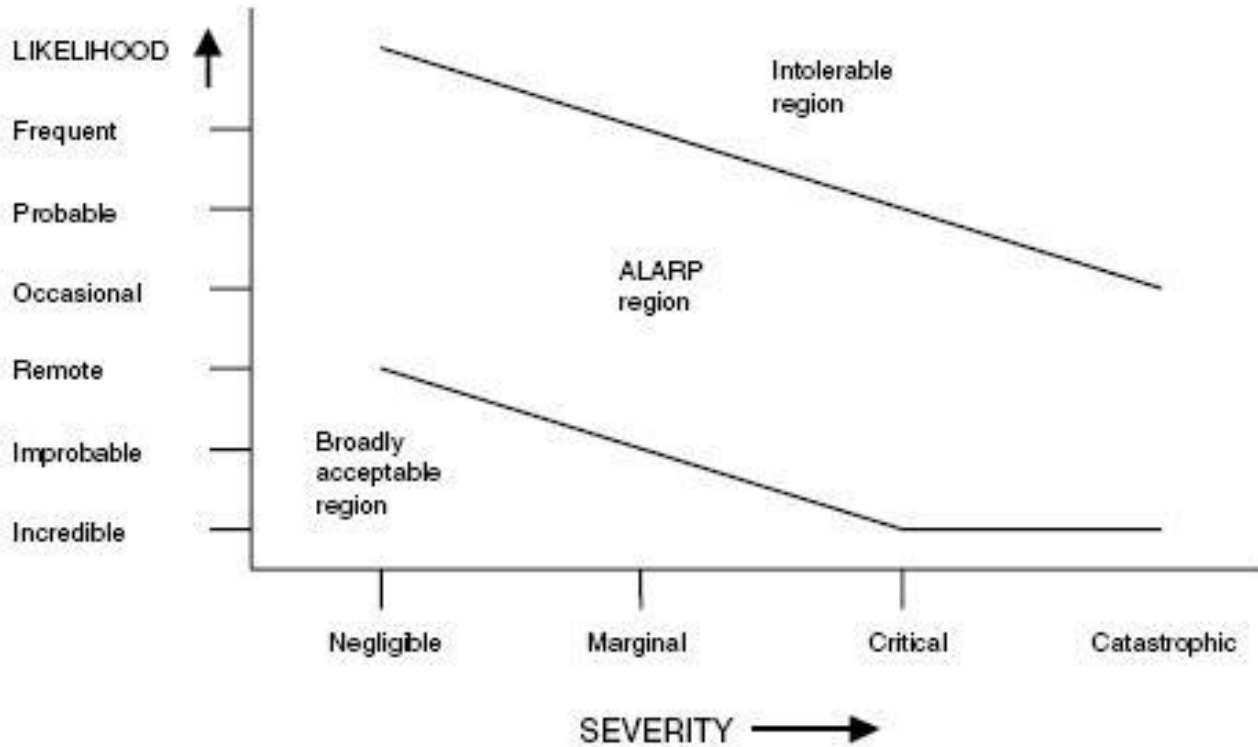 LIKELIHOOD
Intolerable
region
Frequent
Probable
ALARP
region
Occasional
Remote
Broadly
acceptable
region
Improbable
Incredible
Negligible
Marginal
Critical
Catastrophic
SEVERITY